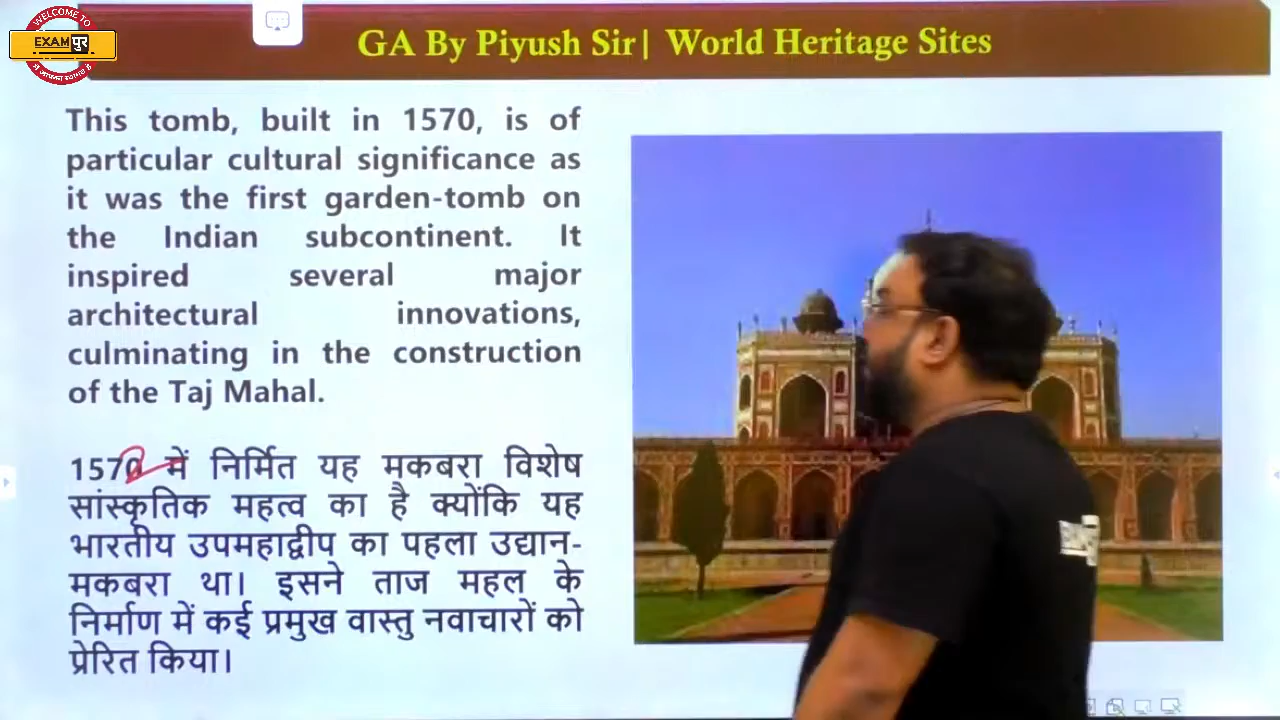 WELCOME TO
EXAMपुर
GA By Piyush Sir| World Heritage Sites
This tomb, built in 1570, is of
particular cultural significance as
it was the first garden-tomb on
the Indian subcontinent. It
inspired several major
architectural innovations,
culminating in the construction
of the Taj Mahal.
1570 में निर्मित यह मकबरा विशेष
सांस्कृतिक महत्व का है क्योंकि यह
भारतीय उपमहाद्वीप का पहला उद्यान-
मकबरा था। इसने ताज महल के
निर्माण में कई प्रमुख वास्तु नवाचारों को
प्रेरित किया।